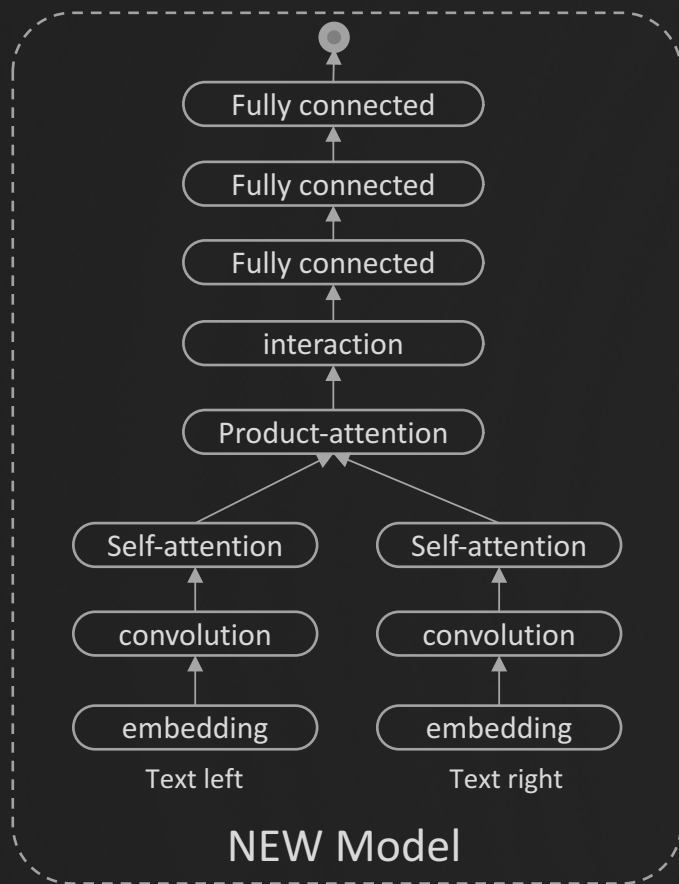 Fully connected
Fully connected
Fully connected
interaction
Product-attention
Self-attention Self-attention
convolution convolution
embedding embedding
Text left Text right
NEW Model